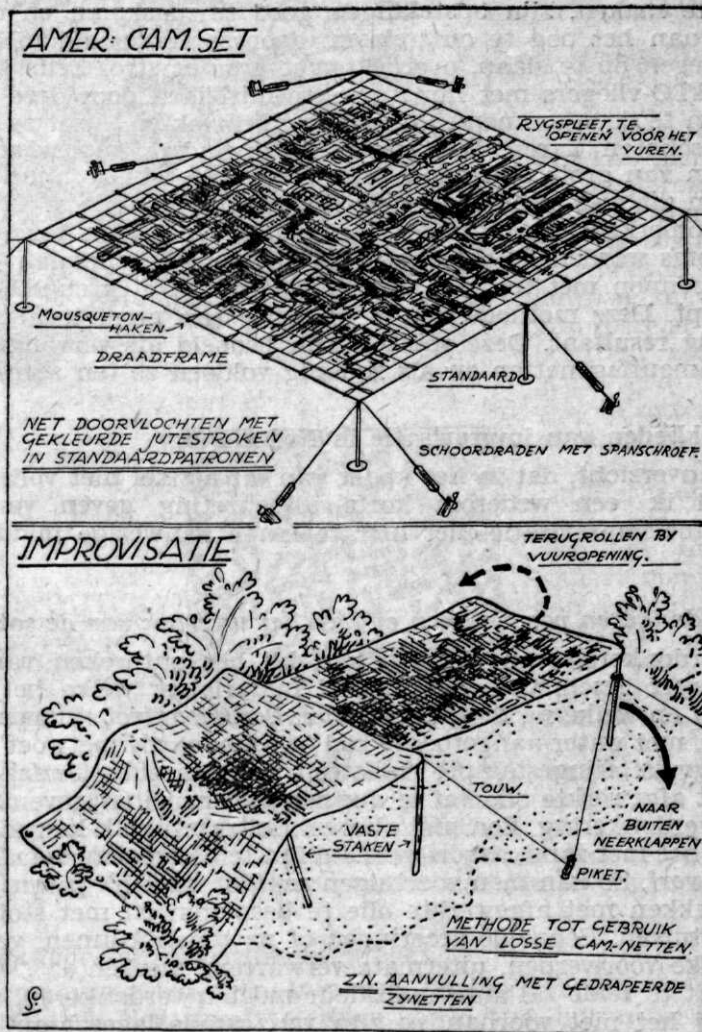 AMER: CAM. SET
RYGSPLEET TE
OPENEN VÓÓR HET
VUREN.
MOUSQUETON-
HAKEN
DRAADFRAME
STANDAARD
NET DOORVLOCHTEN MET
GEKLEURDE JUTESTROKEN
IN STANDAARDPATRONEN
SCHOORDRADEN MET SPANSCHROEF.
IMPROVISATIE
TERUGROLLEN BY
VUUROPENING.
TOUW.
VASTE
STAKEN
NAAR
BUITEN
NEERKLAPPEN
PIKET.
METHODE TOT GEBRUIK
VAN LOSSE CAM-NETTEN.
Z.N. AANVULLING MET GEDRAPEERDE
ZYNETTEN